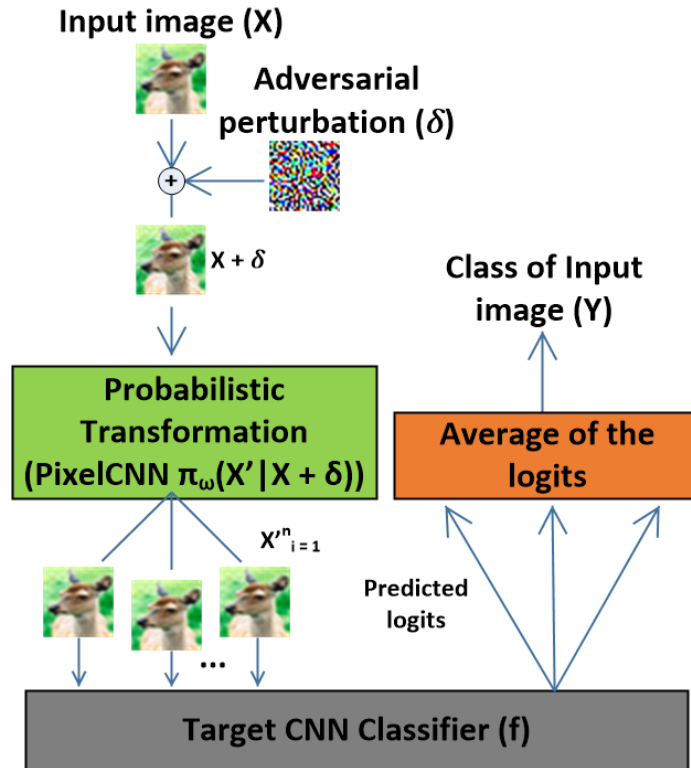 Input image (X)
Adversarial
perturbation (δ)
+
X + δ
Class of Input
image (Y)
Probabilistic
Transformation
(PixelCNN πω(X'|X + δ))
Average of the
logits
X'ⁿi = 1
Predicted
logits
...
Target CNN Classifier (f)